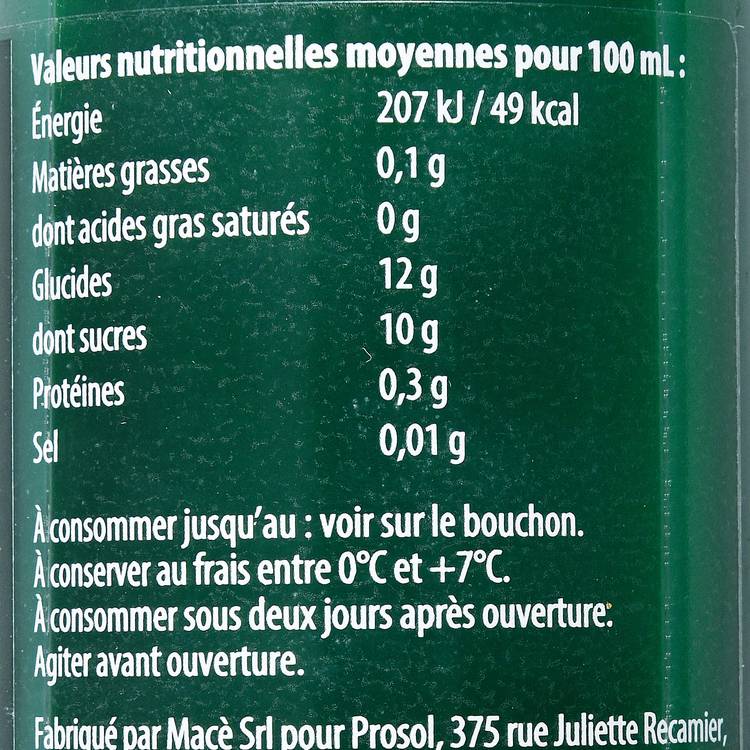 Valeurs nutritionnelles moyennes pour 100 mL :
Énergie 207 kJ / 49 kcal
Matières grasses 0,1 g
dont acides gras saturés 0 g
Glucides 12 g
dont sucres 10 g
Protéines 0,3 g
Sel 0,01 g
À consommer jusqu'au : voir sur le bouchon.
À conserver au frais entre 0°C et +7°C.
À consommer sous deux jours après ouverture.
Agiter avant ouverture.
Fabriqué par Macè Srl pour Prosol, 375 rue Juliette Recamier,